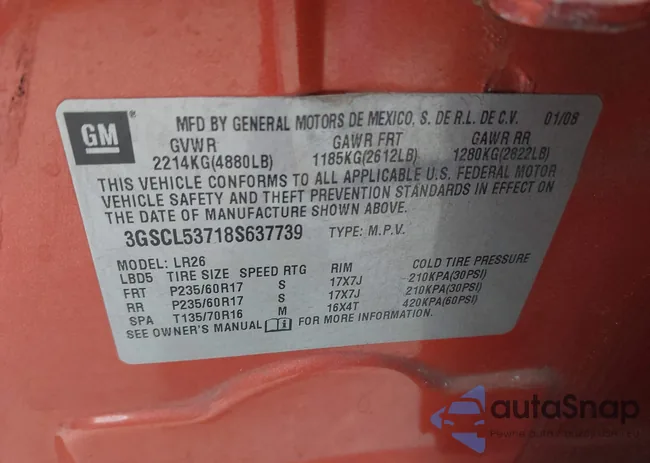 GM
MFD BY GENERAL MOTORS DE MEXICO, S. DE R.L. DE C.V. 01/08
GVWR GAWR FRT GAWR RR
2214KG(4880LB) 1185KG(2612LB) 1280KG(2822LB)
THIS VEHICLE CONFORMS TO ALL APPLICABLE U.S. FEDERAL MOTOR
VEHICLE SAFETY AND THEFT PREVENTION STANDARDS IN EFFECT ON
THE DATE OF MANUFACTURE SHOWN ABOVE.
3GSCL53718S637739 TYPE: M.P.V.
MODEL: LR26
LBD5 TIRE SIZE SPEED RTG RIM COLD TIRE PRESSURE
FRT P235/60R17 S 17X7J 210KPA(30PSI)
RR P235/60R17 S 17X7J 210KPA(30PSI)
SPA T135/70R16 M 16X4T 420KPA(60PSI)
SEE OWNER'S MANUAL FOR MORE INFORMATION.
autoSnap